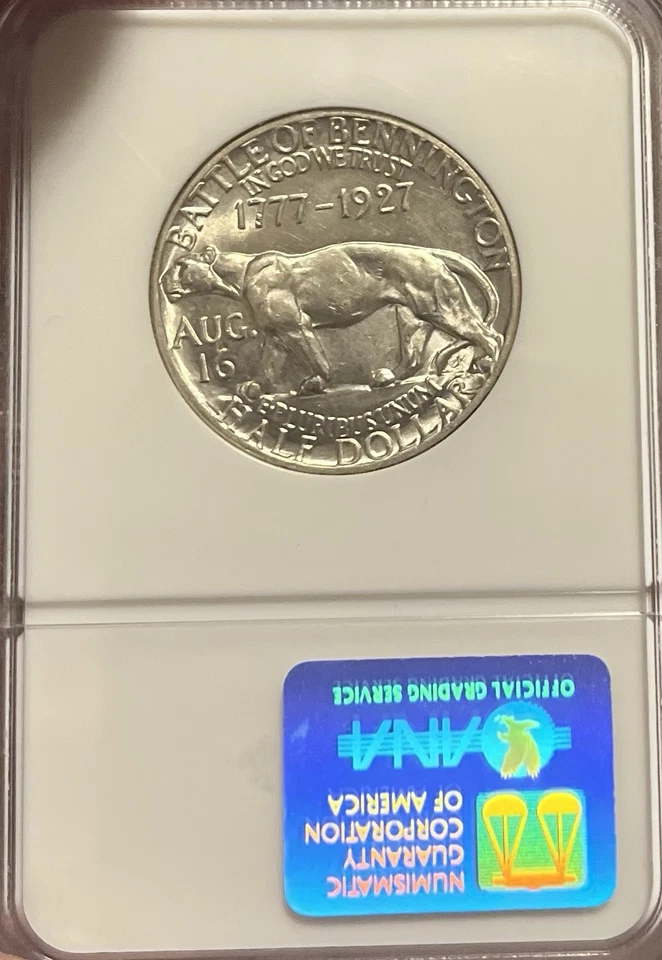 BATTLE OF BENNINGTON
IN GOD WE TRUST
1777-1927
AUG.
16
E PLURIBUS UNUM
HALF DOLLAR
NUMISMATIC
GUARANTY
CORPORATION
OF AMERICA
ANA
OFFICIAL GRADING SERVICE